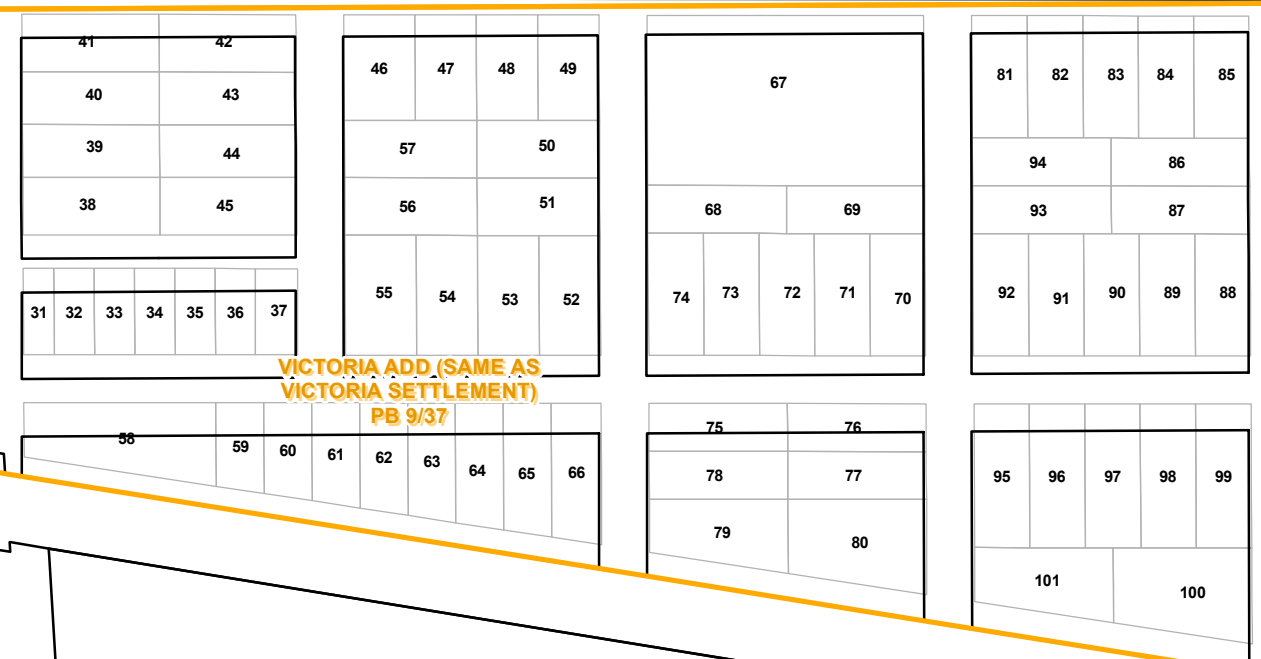 41 42
40 43
39 44
38 45
31 32 33 34 35 36 37
46 47 48 49
57 50
56 51
55 54 53 52
67
68 69
74 73 72 71 70
81 82 83 84 85
94 86
93 87
92 91 90 89 88
VICTORIA ADD (SAME AS
VICTORIA SETTLEMENT)
PB 9/37
58 59 60 61 62 63 64 65 66
75 76
78 77
79 80
95 96 97 98 99
101 100